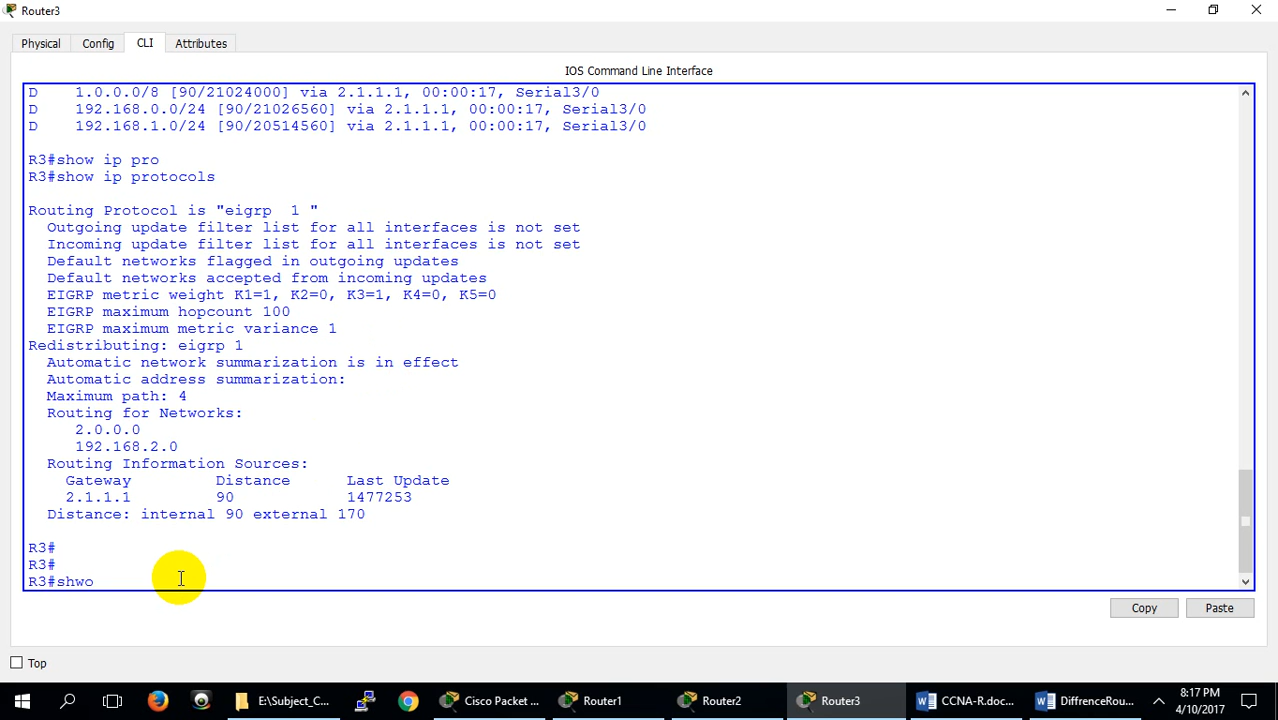 Router3
Physical Config CLI Attributes
IOS Command Line Interface
D 1.0.0.0/8 [90/21024000] via 2.1.1.1, 00:00:17, Serial3/0
D 192.168.0.0/24 [90/21026560] via 2.1.1.1, 00:00:17, Serial3/0
D 192.168.1.0/24 [90/20514560] via 2.1.1.1, 00:00:17, Serial3/0
R3#show ip pro
R3#show ip protocols
Routing Protocol is "eigrp 1 "
Outgoing update filter list for all interfaces is not set
Incoming update filter list for all interfaces is not set
Default networks flagged in outgoing updates
Default networks accepted from incoming updates
EIGRP metric weight K1=1, K2=0, K3=1, K4=0, K5=0
EIGRP maximum hopcount 100
EIGRP maximum metric variance 1
Redistributing: eigrp 1
Automatic network summarization is in effect
Automatic address summarization:
Maximum path: 4
Routing for Networks:
2.0.0.0
192.168.2.0
Routing Information Sources:
Gateway Distance Last Update
2.1.1.1 90 1477253
Distance: internal 90 external 170
R3#
R3#
R3#shwo
Copy Paste
Top
E:\Subject_C... Cisco Packet ... Router1 Router2 Router3 CCNA-R.doc... DiffrenceRou...
8:17 PM
4/10/2017